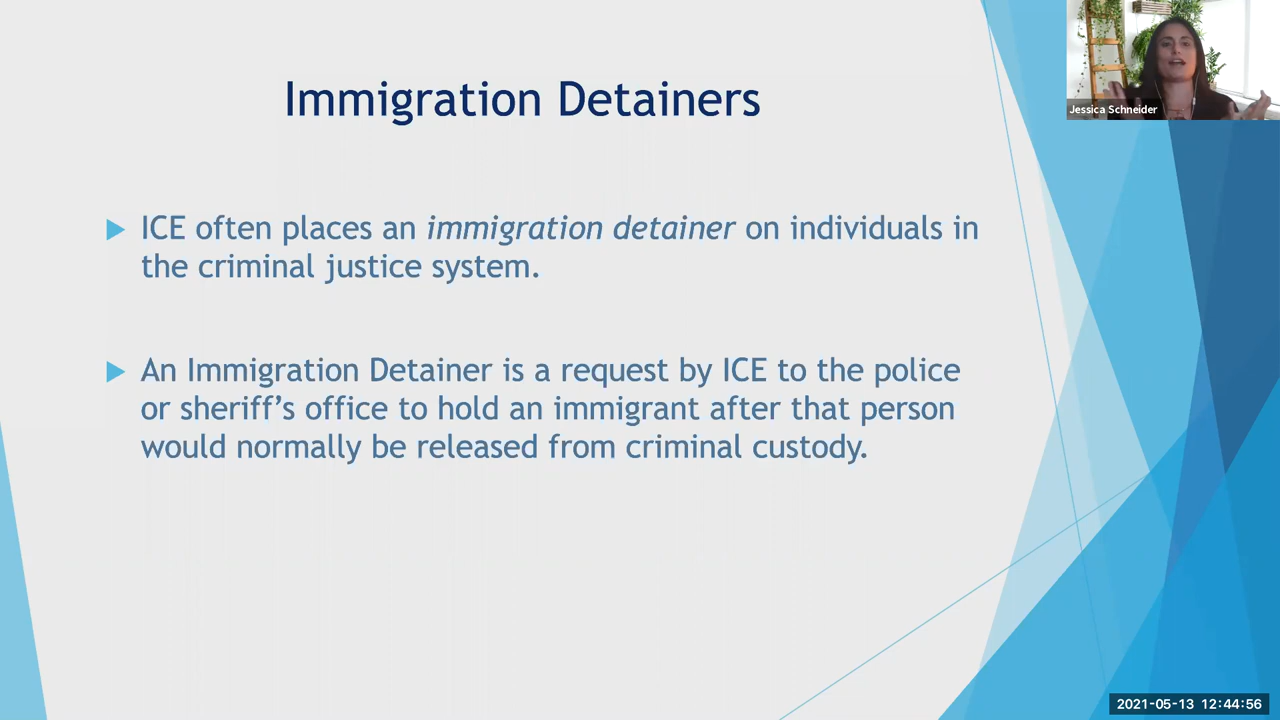 Immigration Detainers
Jessica Schneider
ICE often places an immigration detainer on individuals in
the criminal justice system.
An Immigration Detainer is a request by ICE to the police
or sheriff’s office to hold an immigrant after that person
would normally be released from criminal custody.
2021-05-13 12:44:56